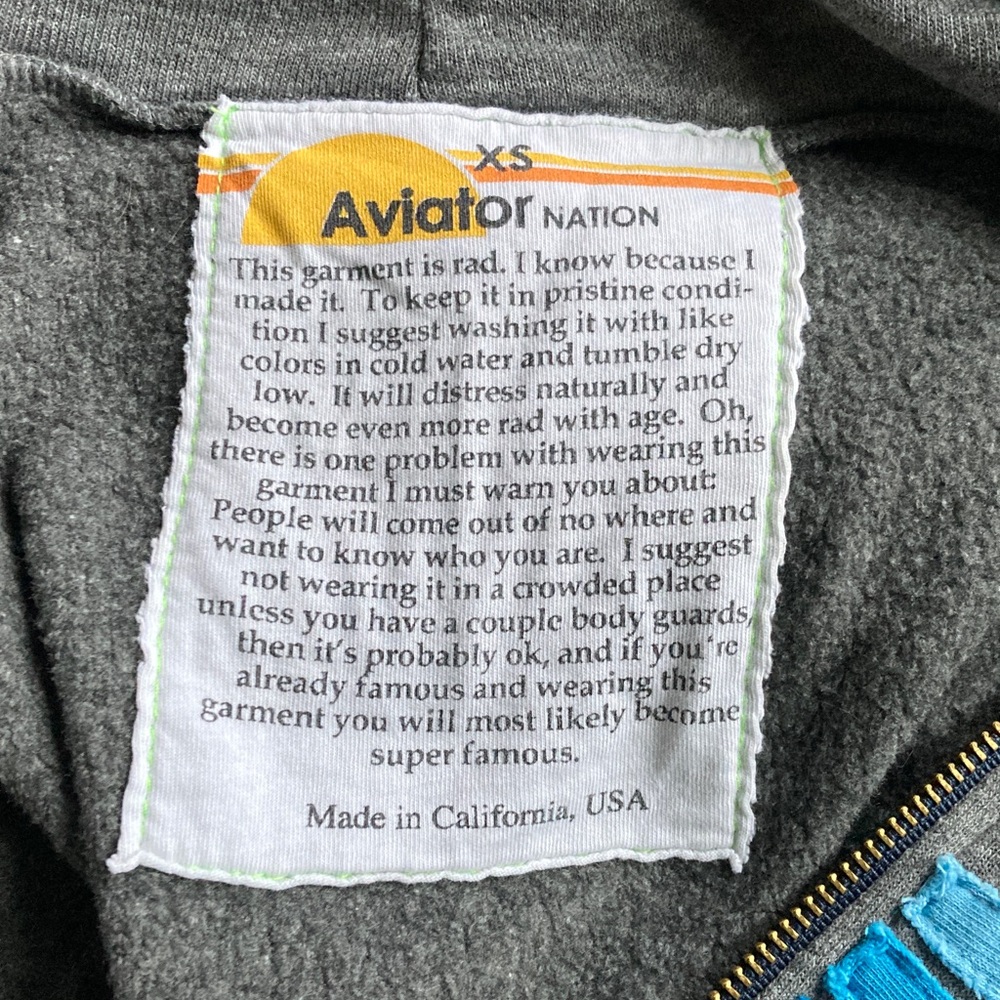 XS
Aviator NATION
This garment is rad. I know because I
made it. To keep it in pristine condi-
tion I suggest washing it with like
colors in cold water and tumble dry
low. It will distress naturally and
become even more rad with age. Oh,
there is one problem with wearing this
garment I must warn you about:
People will come out of no where and
want to know who you are. I suggest
not wearing it in a crowded place
unless you have a couple body guards,
then it's probably ok, and if you're
already famous and wearing this
garment you will most likely become
super famous.
Made in California, USA